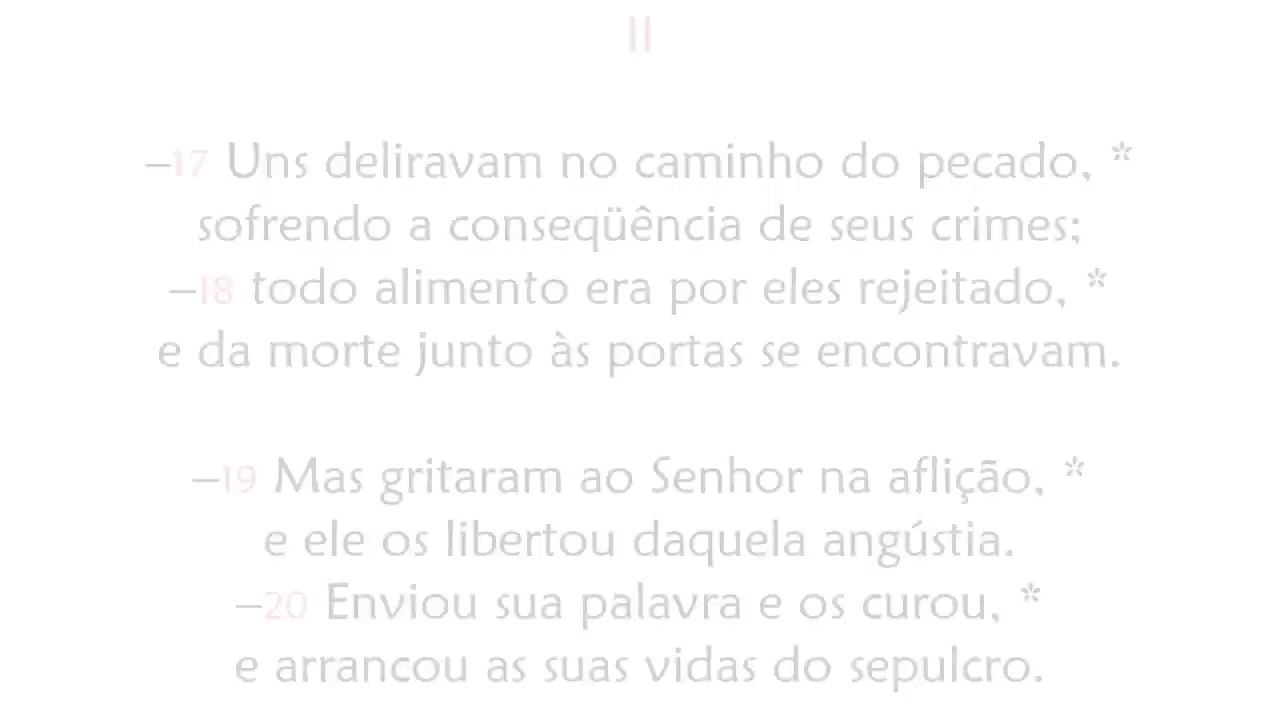 II
–17 Uns deliravam no caminho do pecado, *
sofrendo a conseqüência de seus crimes;
–18 todo alimento era por eles rejeitado, *
e da morte junto às portas se encontravam.
–19 Mas gritaram ao Senhor na aflição, *
e ele os libertou daquela angústia.
–20 Enviou sua palavra e os curou, *
e arrancou as suas vidas do sepulcro.